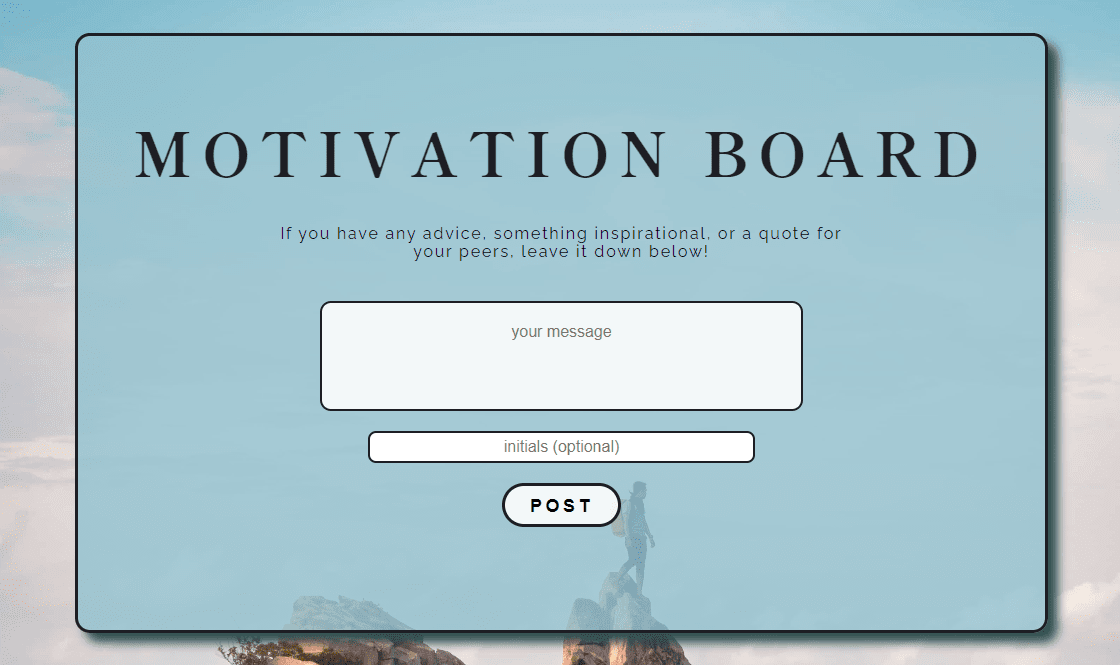 MOTIVATION BOARD
If you have any advice, something inspirational, or a quote for
your peers, leave it down below!
your message
initials (optional)
POST